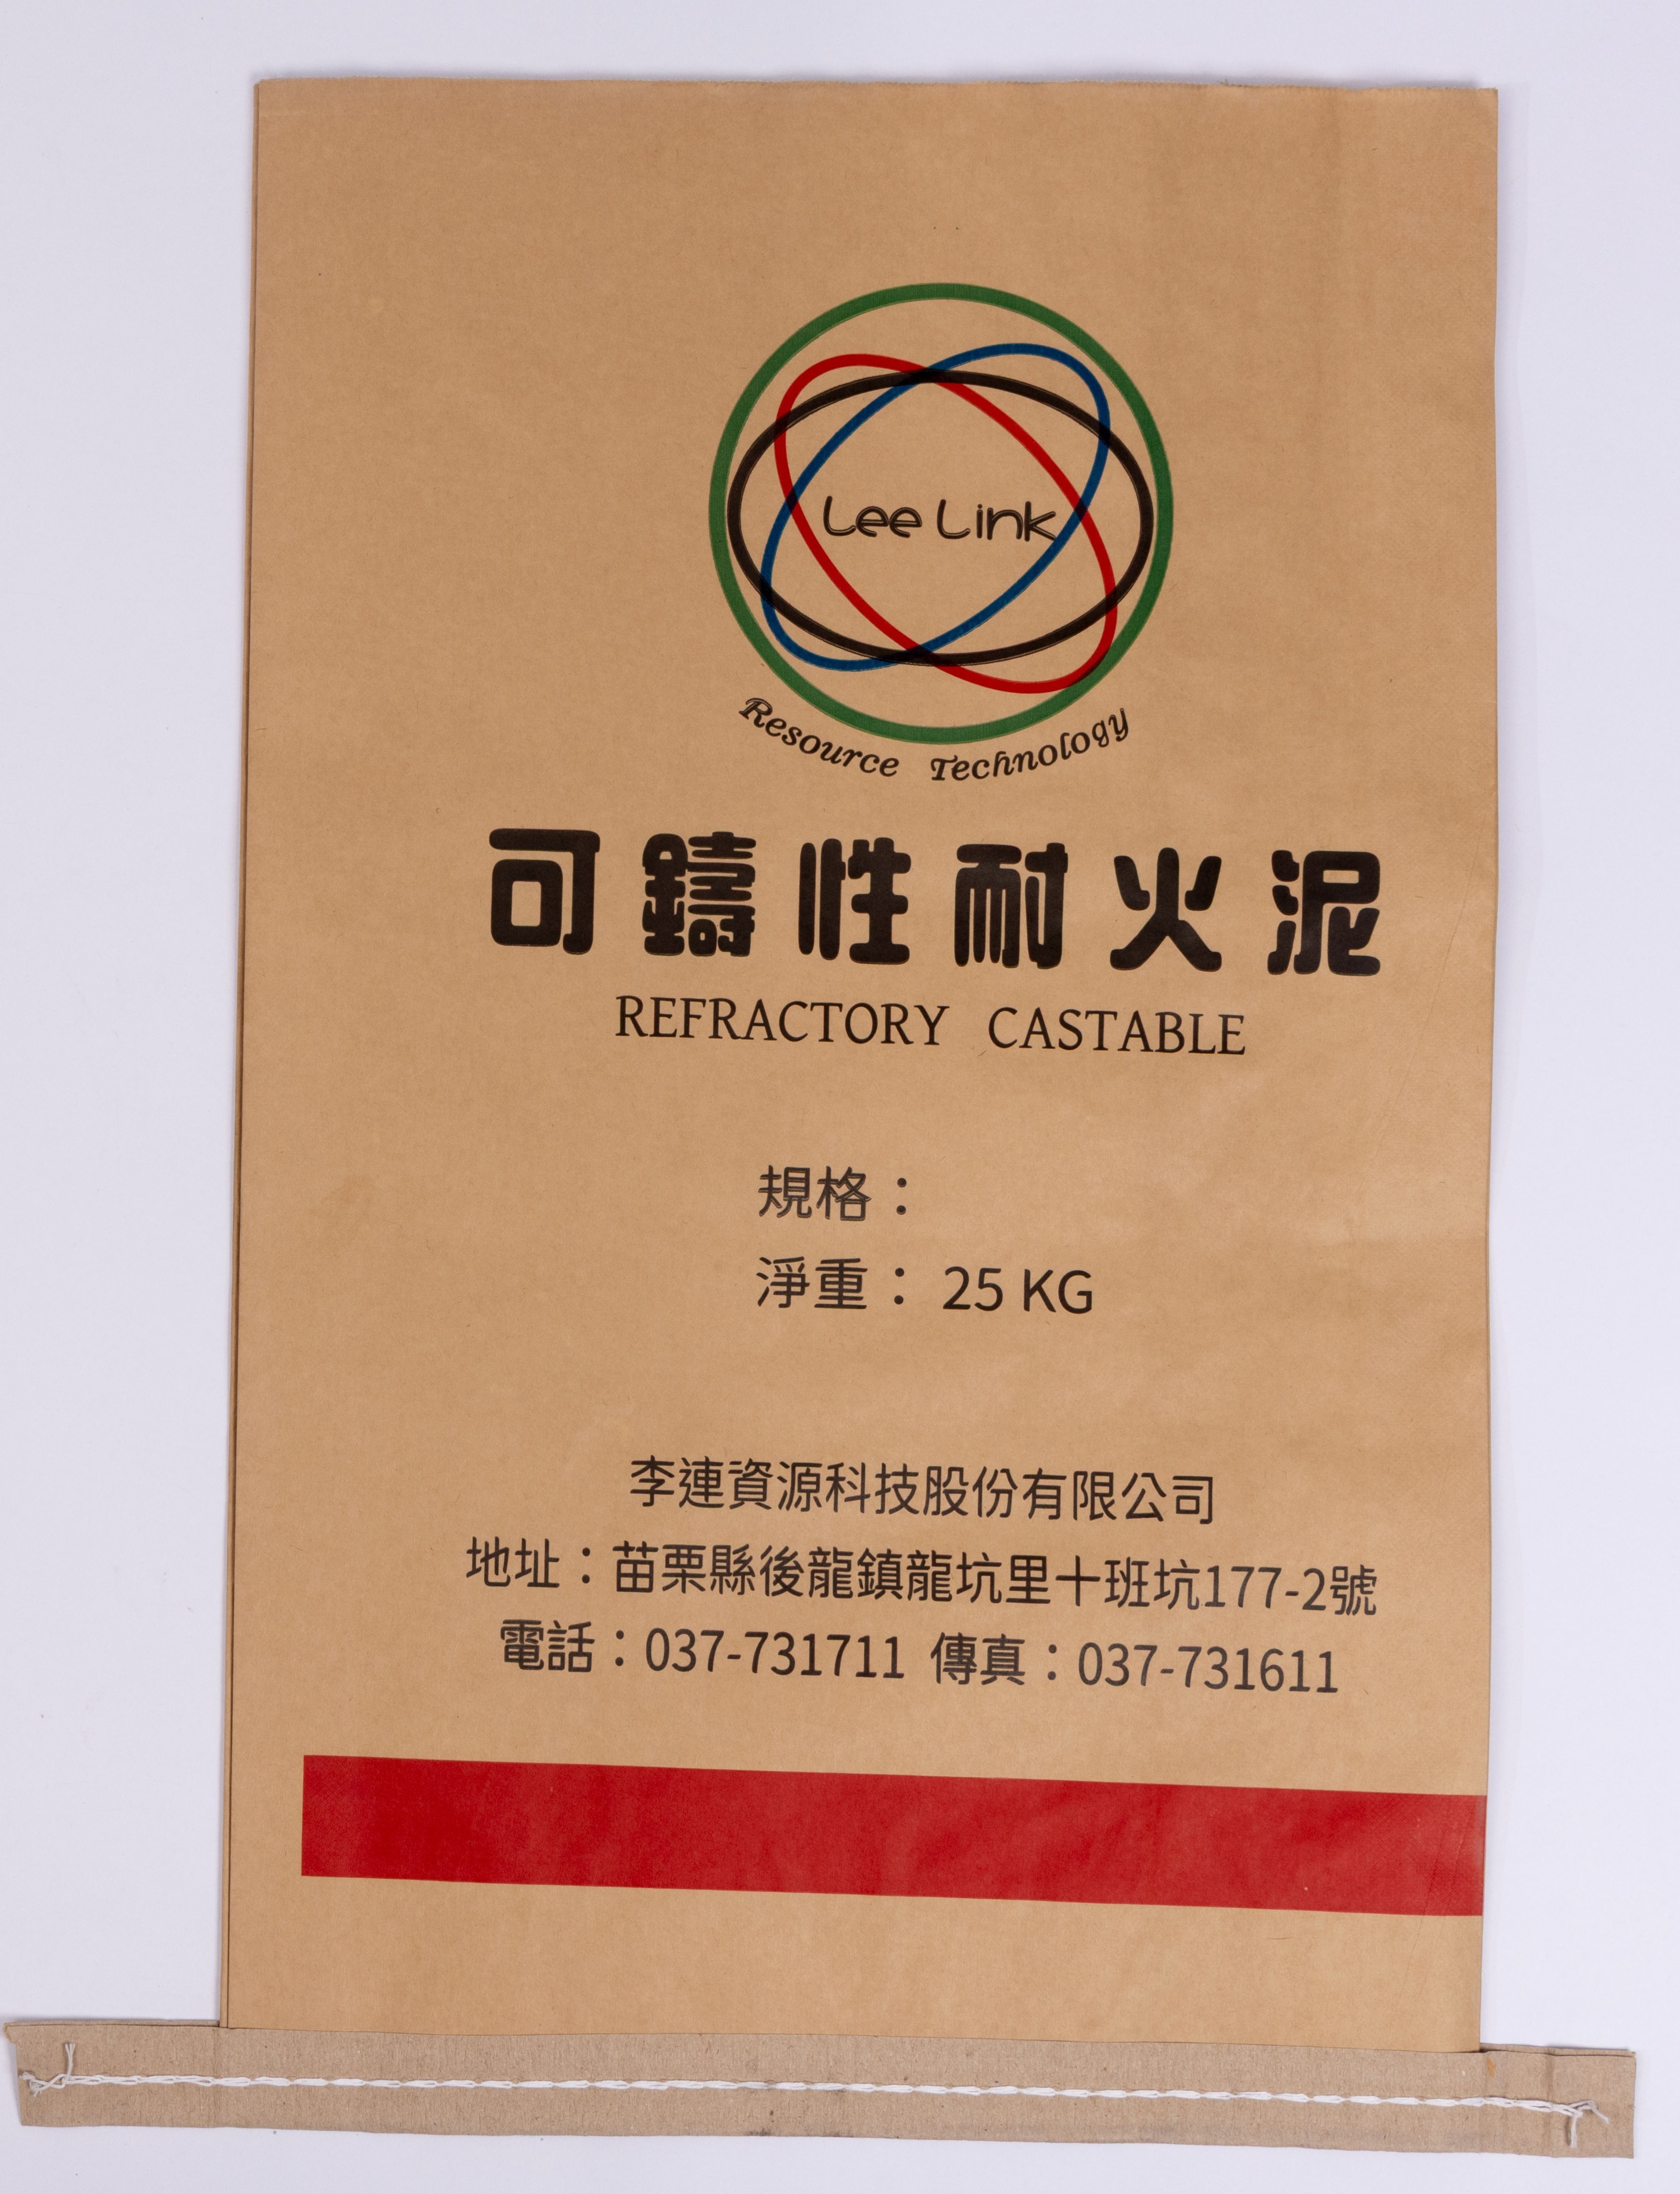 Lee Link
Resource Technology
可鑄性耐火泥
REFRACTORY CASTABLE
規格：
淨重：25 KG
李連資源科技股份有限公司
地址：苗栗縣後龍鎮龍坑里十班坑177-2號
電話：037-731711 傳真：037-731611